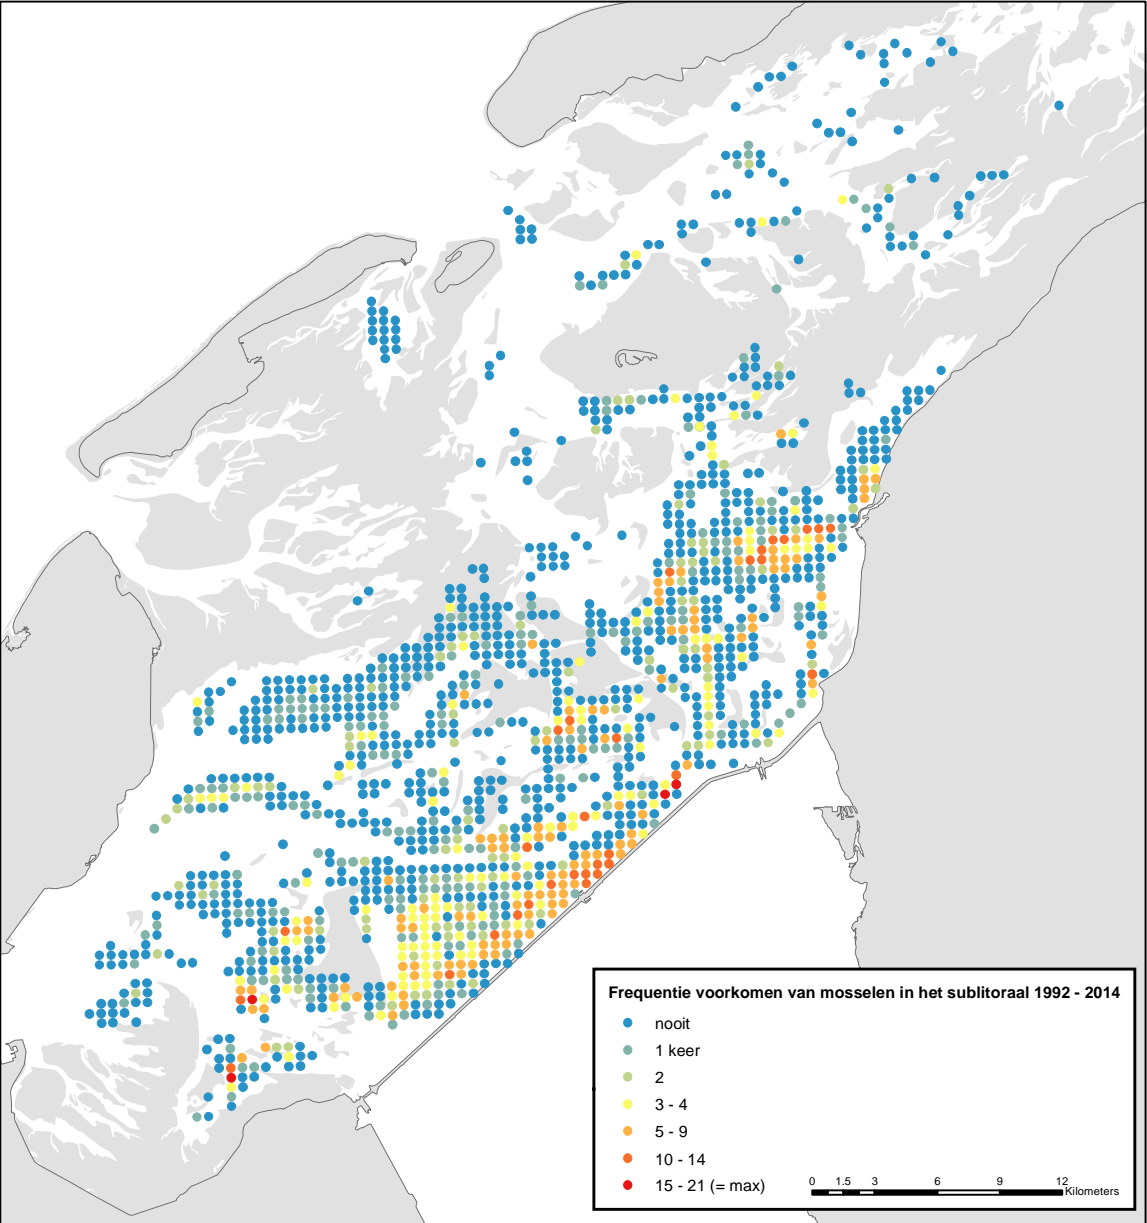 Frequentie voorkomen van mosselen in het sublitoraal 1992 - 2014
nooit
1 keer
2
3 - 4
5 - 9
10 - 14
15 - 21 (= max)
0 1.5 3 6 9 12
Kilometers